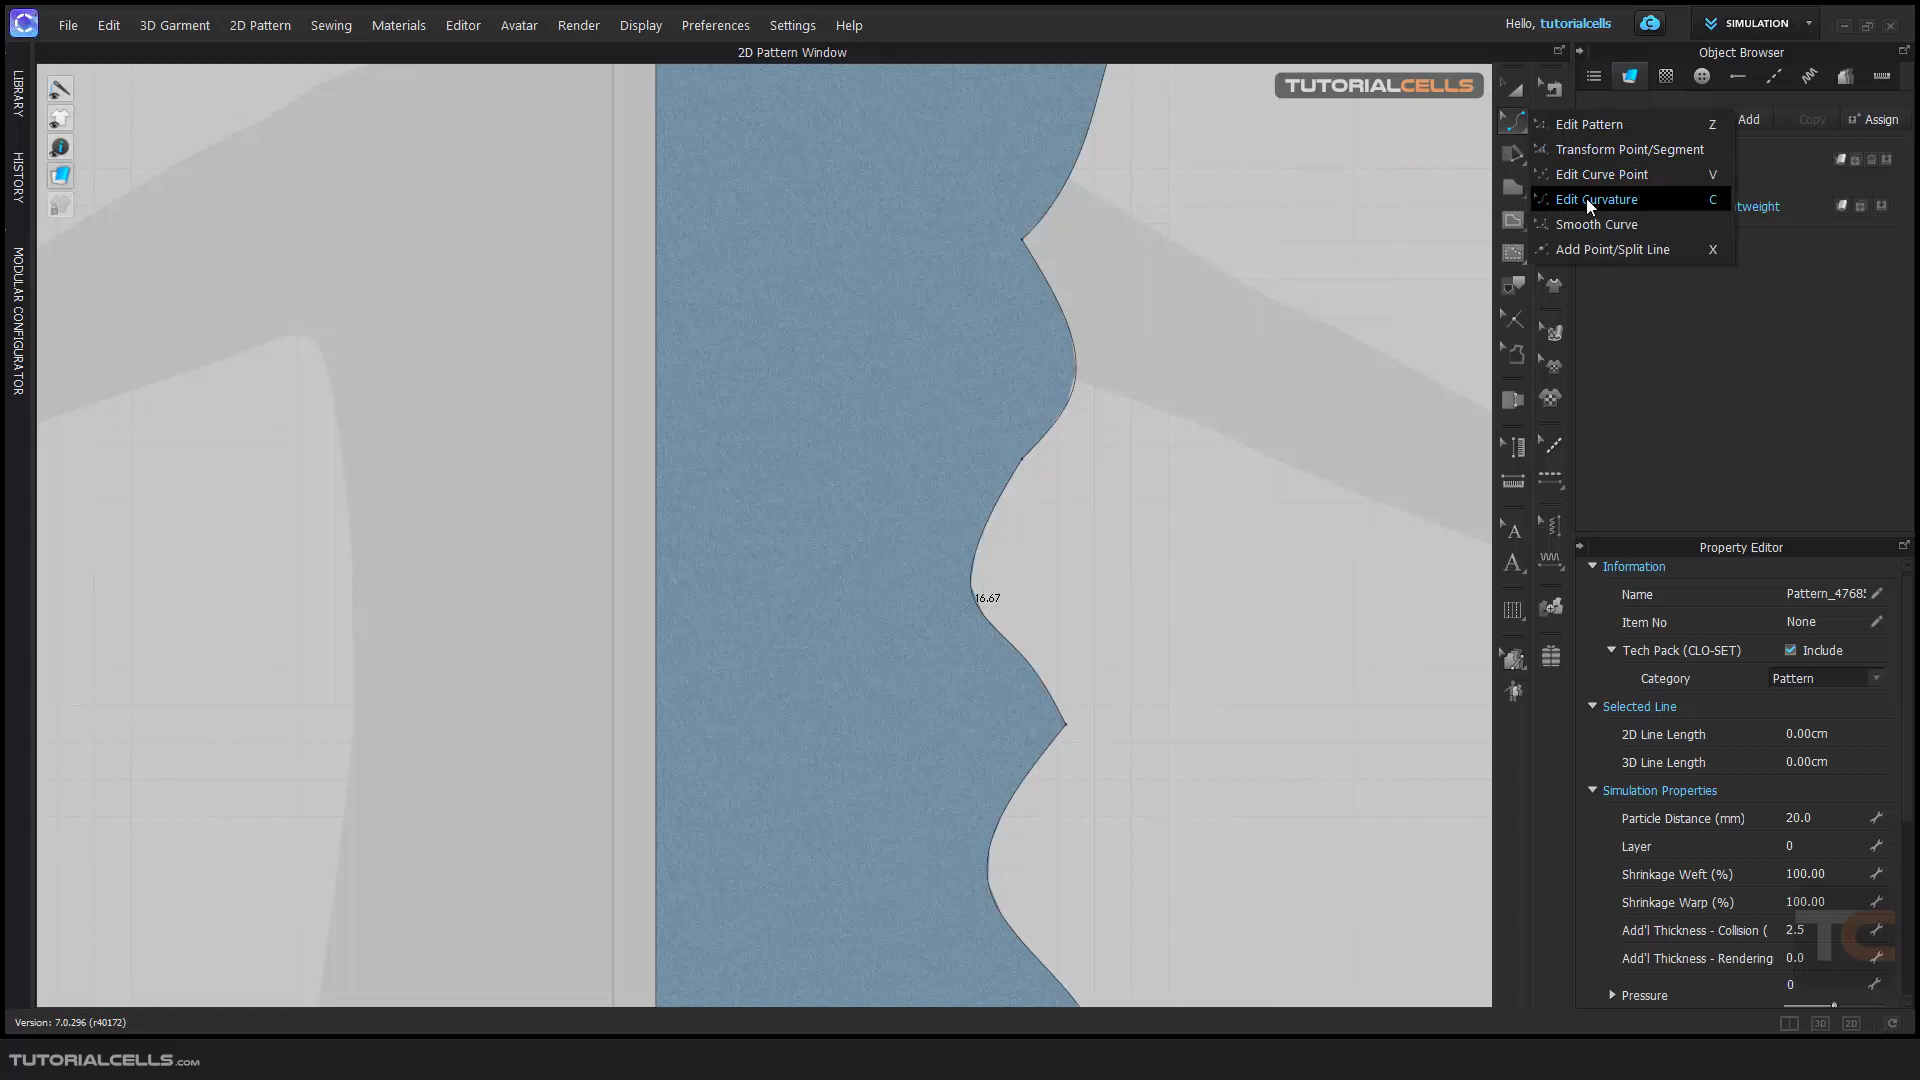 File Edit 3D Garment 2D Pattern Sewing Materials Editor Avatar Render Display Preferences Settings Help
Hello, tutorialcells
SIMULATION
2D Pattern Window
Object Browser
LIBRARY
HISTORY
MODULAR CONFIGURATOR
TUTORIALCELLS
Add Copy Assign
Edit Pattern Z
Transform Point/Segment
Edit Curve Point V
Edit Curvature C
tweight
Smooth Curve
Add Point/Split Line X
16.67
A
A
Property Editor
Information
Name Pattern_4768
Item No None
Tech Pack (CLO-SET) Include
Category Pattern
Selected Line
2D Line Length 0.00cm
3D Line Length 0.00cm
Simulation Properties
Particle Distance (mm) 20.0
Layer 0
Shrinkage Weft (%) 100.00
Shrinkage Warp (%) 100.00
Add'l Thickness - Collision ( 2.5
Add'l Thickness - Rendering 0.0
Pressure 0
TC
Version: 7.0.296 (r40172)
3D 2D
TUTORIALCELLS.com